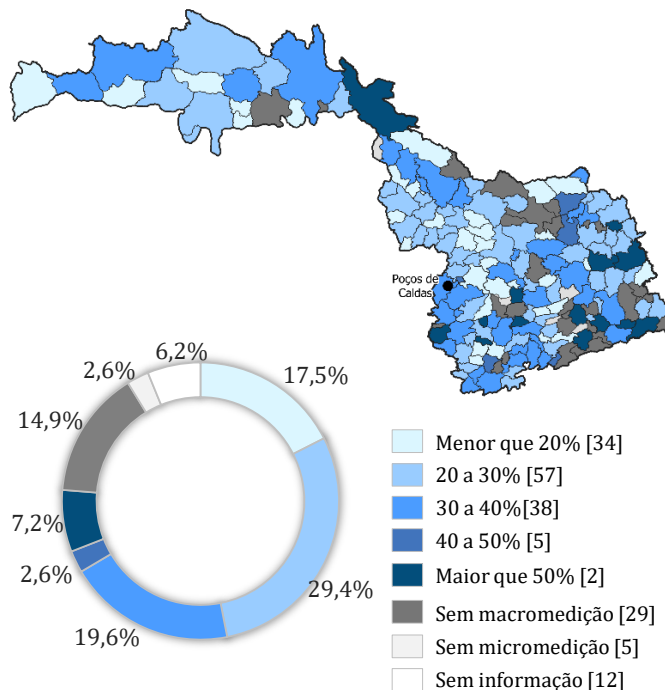 Poços de
Caldas
6,2%
2,6%
17,5%
14,9%
7,2%
2,6%
19,6%
29,4%
Menor que 20% [34]
20 a 30% [57]
30 a 40%[38]
40 a 50% [5]
Maior que 50% [2]
Sem macromedição [29]
Sem micromedição [5]
Sem informação [12]